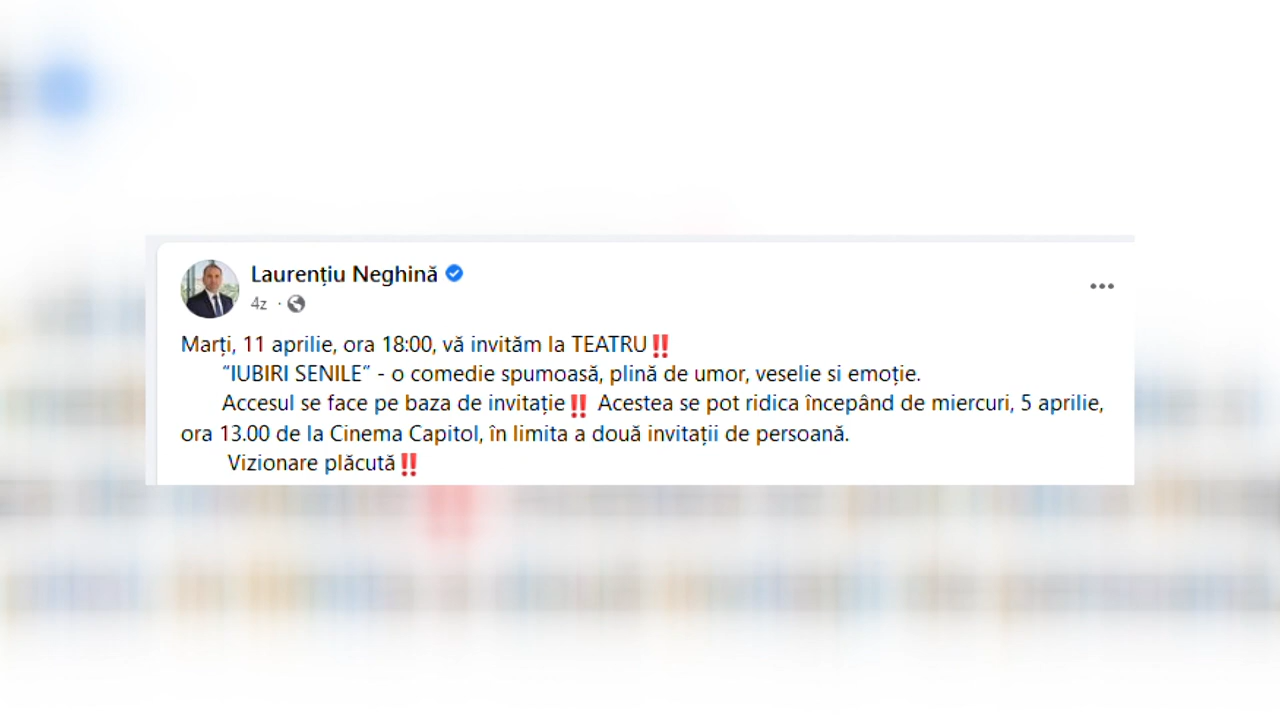 Laurențiu Neghină
4z ·
Marți, 11 aprilie, ora 18:00, vă invităm la TEATRU‼️
“IUBIRI SENILE” - o comedie spumoasă, plină de umor, veselie si emoție.
Accesul se face pe baza de invitație‼️ Acestea se pot ridica începând de miercuri, 5 aprilie,
ora 13.00 de la Cinema Capitol, în limita a două invitații de persoană.
Vizionare plăcută‼️